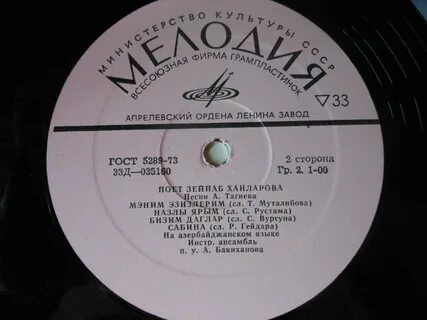 МИНИСТЕРСТВО КУЛЬТУРЫ СССР
МЕЛОДИЯ
ВСЕСОЮЗНАЯ ФИРМА ГРАМПЛАСТИНОК
▽33
АПРЕЛЕВСКИЙ ОРДЕНА ЛЕНИНА ЗАВОД
ГОСТ 5289-73 2 сторона
33Д—035160 Гр. 2. 1-00
ПОЕТ ЗЕЙНАБ ХАНЛАРОВА
Песни А. Тагиева
МЭНИМ ЭЗИЗЛЕРИМ (сл. Т. Муталибова)
НАЗЛЫ ЯРЫМ (сл. С. Рустама)
БИЗИМ ДАГЛАР (сл. С. Вургуна)
САБИНА (сл. Р. Гейдара)
На азербайджанском языке
Инстр. ансамбль
п. у. А. Бакиханова